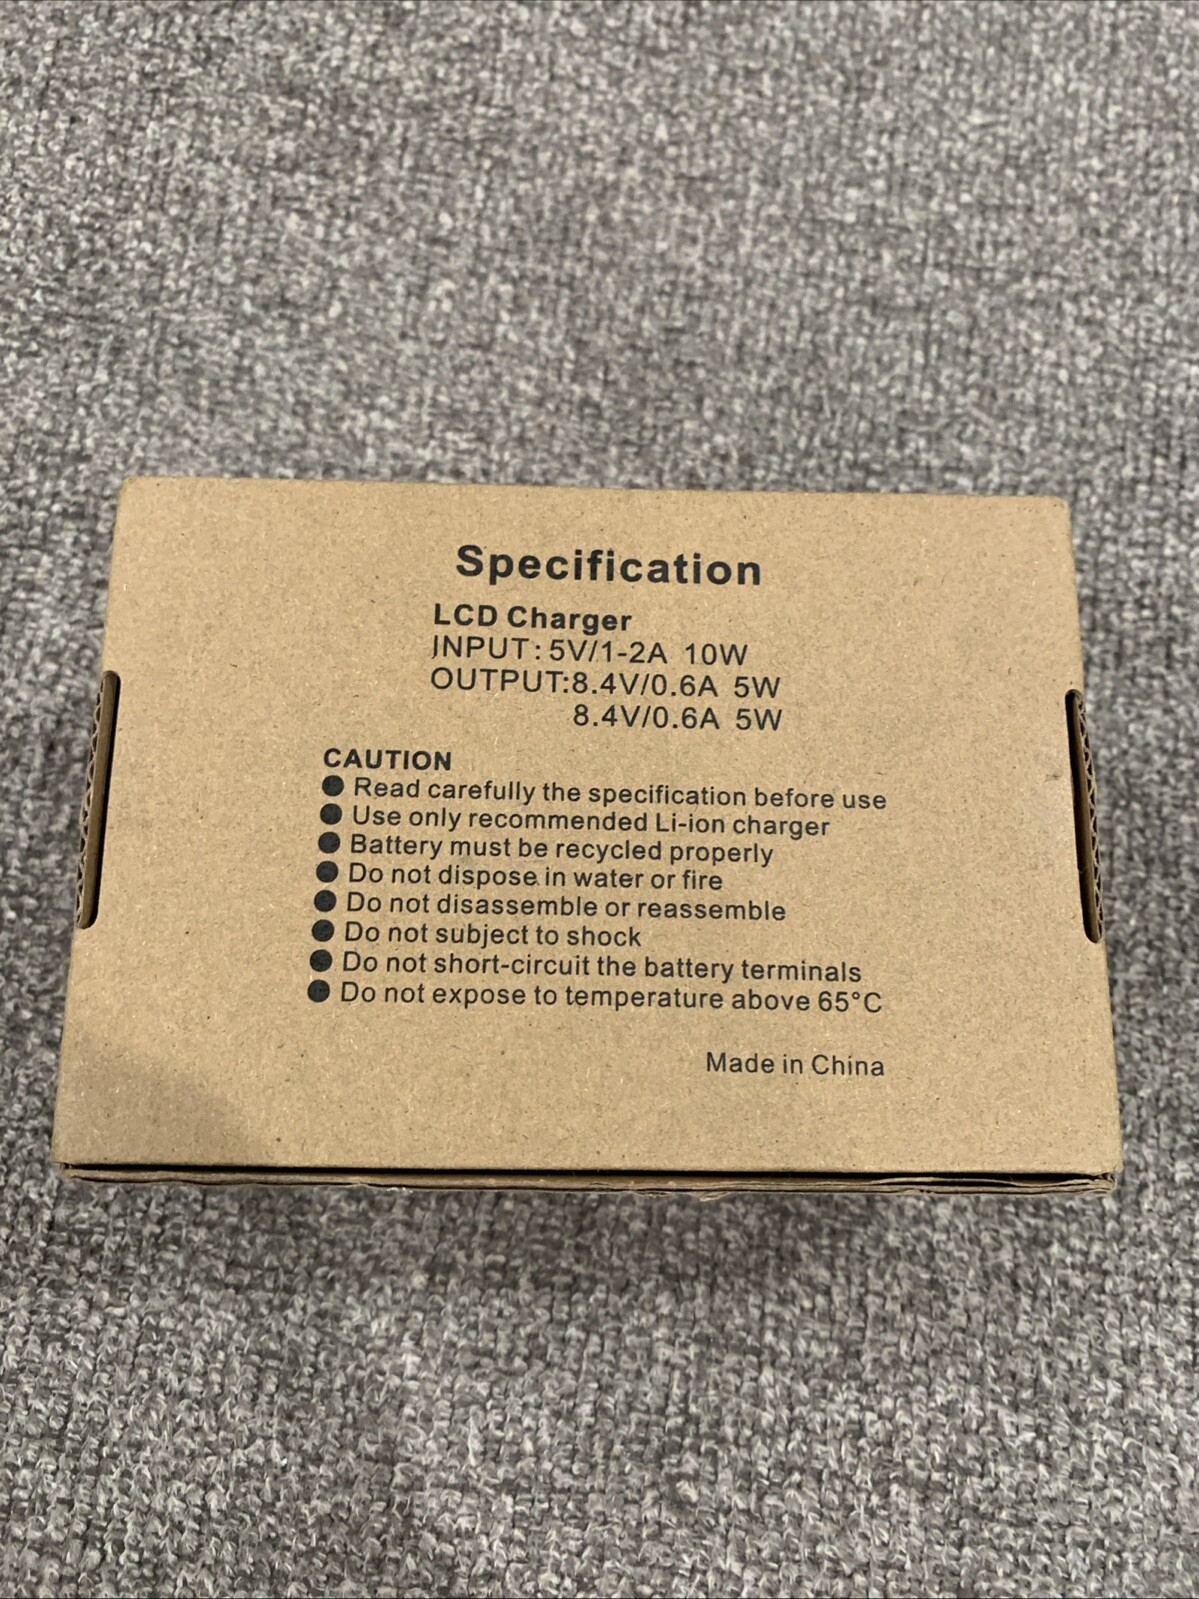 Specification
LCD Charger
INPUT: 5V/1-2A 10W
OUTPUT:8.4V/0.6A 5W
8.4V/0.6A 5W
CAUTION
● Read carefully the specification before use
● Use only recommended Li-ion charger
● Battery must be recycled properly
● Do not dispose in water or fire
● Do not disassemble or reassemble
● Do not subject to shock
● Do not short-circuit the battery terminals
● Do not expose to temperature above 65°C
Made in China